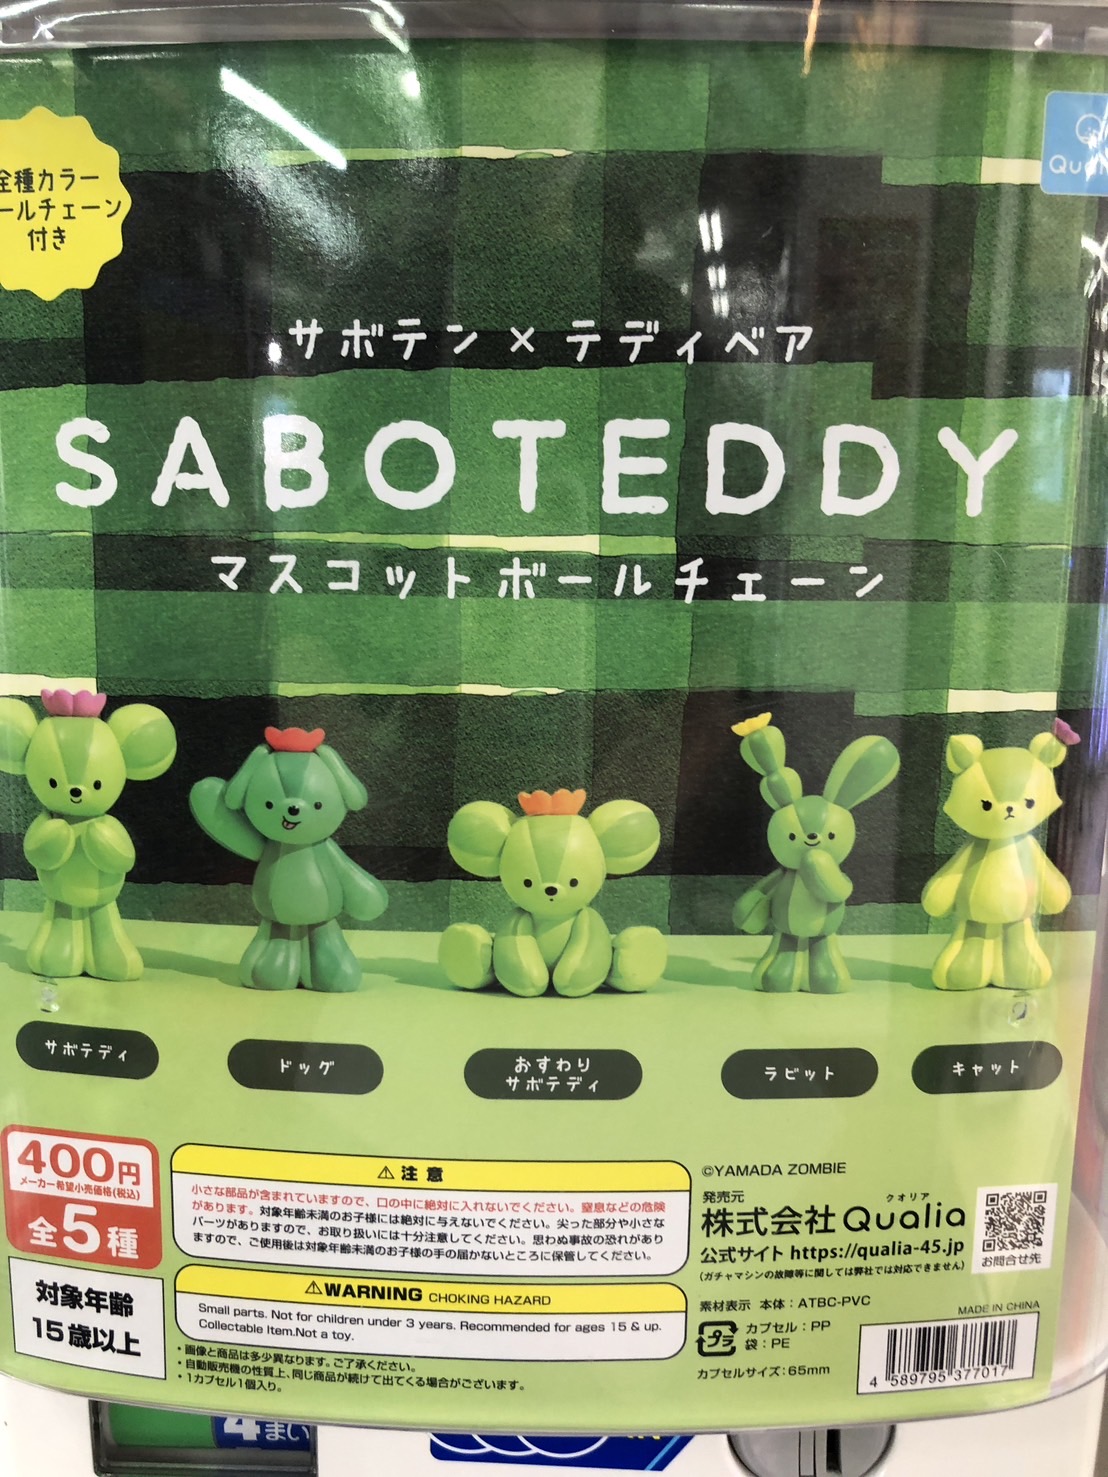 全種カラー
ールチェーン
付き
サボテン×テディベア
SABOTEDDY
マスコットボールチェーン
サボテディ
ドッグ
おすわり
サボテディ
ラビット
キャット
400円
メーカー希望小売価格(税込)
全5種
対象年齢
15歳以上
⚠注意
小さな部品が含まれていますので、口の中に絶対に入れないでください。窒息などの危険
があります。対象年齢未満のお子様には絶対に与えないでください。尖った部分や小さな
パーツがありますので、お取り扱いには十分注意してください。思わぬ事故の恐れがあり
ますので、ご使用後は対象年齢未満のお子様の手の届かないところに保管してください。
⚠WARNING CHOKING HAZARD
Small parts. Not for children under 3 years. Recommended for ages 15 & up.
Collectable Item.Not a toy.
・画像と商品は多少異なります。ご了承ください。
・自動販売機の性質上、同じ商品が続けて出てくる場合がございます。
・1カプセル1個入り。
©YAMADA ZOMBIE
発売元
クオリア
株式会社Qualia
公式サイト https://qualia-45.jp
(ガチャマシンの故障等に関しては弊社では対応できません)
お問合せ先
素材表示 本体：ATBC-PVC
MADE IN CHINA
プラ
カプセル：PP
袋：PE
カプセルサイズ：65mm
4 589795 377017
4まい